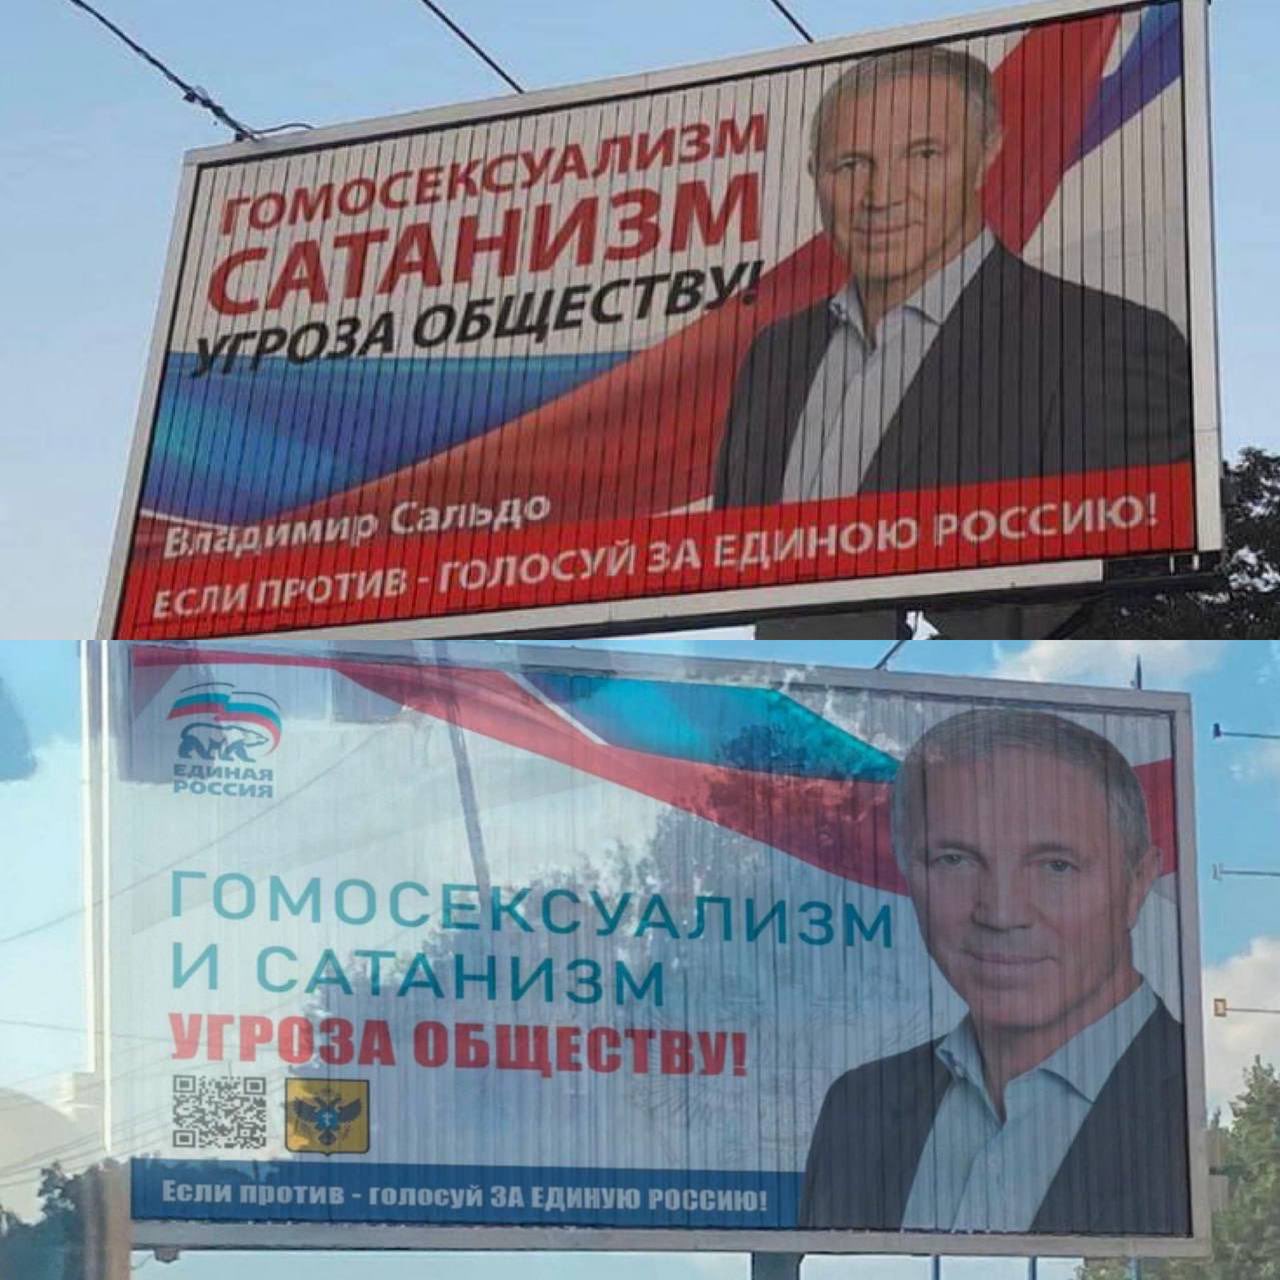 ГОМОСЕКСУАЛИЗМ
САТАНИЗМ
УГРОЗА ОБЩЕСТВУ!
Владимир Сальдо
ЕСЛИ ПРОТИВ - ГОЛОСУЙ ЗА ЕДИНОЮ РОССИЮ!
ЕДИНАЯ
РОССИЯ
ГОМОСЕКСУАЛИЗМ
И САТАНИЗМ
УГРОЗА ОБЩЕСТВУ!
Если против - голосуй ЗА ЕДИНУЮ РОССИЮ!